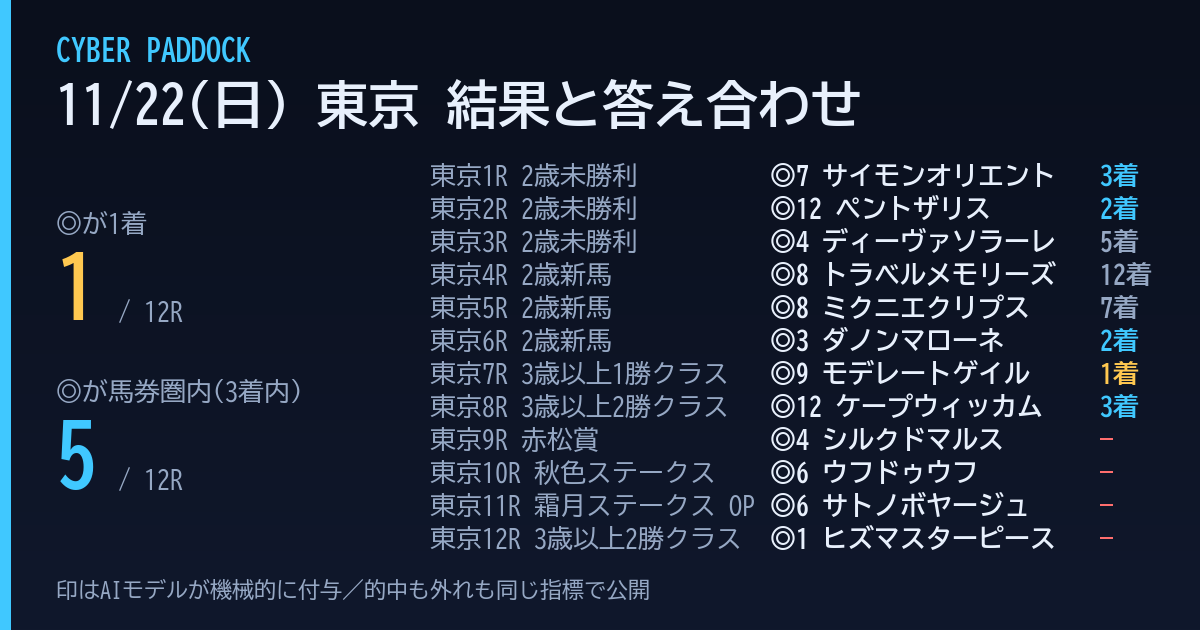 CYBER PADDOCK
11/22(日) 東京 結果と答え合わせ
◎が1着
1 / 12R
◎が馬券圏内(3着内)
5 / 12R
東京1R 2歳未勝利 ◎7 サイモンオリエント 3着
東京2R 2歳未勝利 ◎12 ペントザリス 2着
東京3R 2歳未勝利 ◎4 ディーヴァソラーレ 5着
東京4R 2歳新馬 ◎8 トラベルメモリーズ 12着
東京5R 2歳新馬 ◎8 ミクニエクリプス 7着
東京6R 2歳新馬 ◎3 ダノンマローネ 2着
東京7R 3歳以上1勝クラス ◎9 モデレートゲイル 1着
東京8R 3歳以上2勝クラス ◎12 ケープウィッカム 3着
東京9R 赤松賞 ◎4 シルクドマルス −
東京10R 秋色ステークス ◎6 ウフドゥウフ −
東京11R 霜月ステークス OP ◎6 サトノボヤージュ −
東京12R 3歳以上2勝クラス ◎1 ヒズマスターピース −
印はAIモデルが機械的に付与／的中も外れも同じ指標で公開